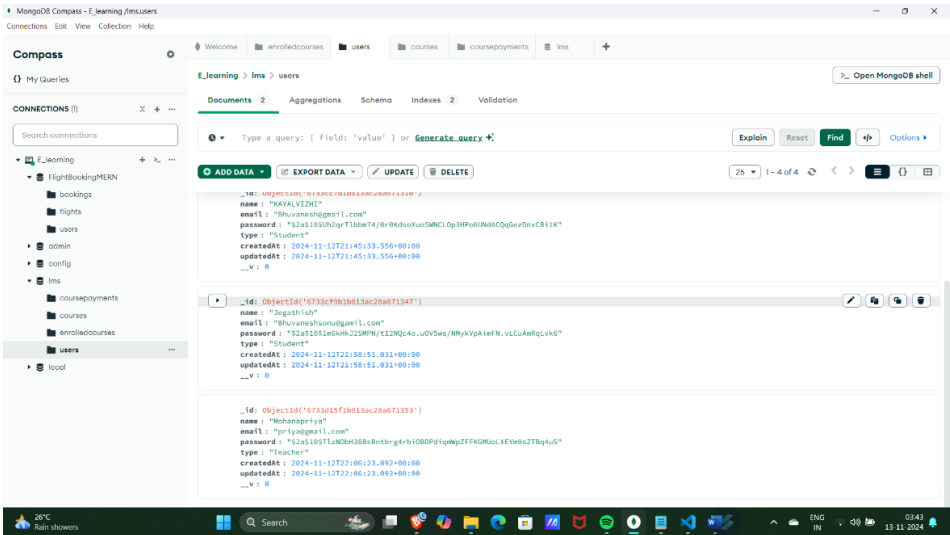 MongoDB Compass - E_learning /lms.users
Connections Edit View Collection Help
Compass
My Queries
CONNECTIONS (1)
Search connections
E_learning
FlightBookingMERN
bookings
flights
users
admin
config
lms
coursepayments
courses
enrolledcourses
users
local
Welcome enrolledcourses users courses coursepayments lms
E_learning > lms > users
>_ Open MongoDB shell
Documents 2 Aggregations Schema Indexes 2 Validation
Type a query: { field: 'value' } or Generate query
Explain Reset Find </> Options
ADD DATA EXPORT DATA UPDATE DELETE
25 1 - 4 of 4
name : "KAYALVIZHI"
email : "Bhuvanesh@gmail.com"
type : "Student"
createdAt : 2024-11-12T21:45:33.556+00:00
updatedAt : 2024-11-12T21:45:33.556+00:00
__v : 0
_id: ObjectId('6733cf9b1b013ac28a671347')
name : "Jegathish"
email : "Bhuvaneshsonu@gamil.com"
type : "Student"
createdAt : 2024-11-12T21:58:51.031+00:00
updatedAt : 2024-11-12T21:58:51.031+00:00
__v : 0
_id: ObjectId('6733d15f1b013ac28a671353')
name : "Mohanapriya"
email : "priya@gmail.com"
type : "Teacher"
createdAt : 2024-11-12T22:06:23.092+00:00
updatedAt : 2024-11-12T22:06:23.092+00:00
__v : 0
26°C
Rain showers
Search
ENG
IN
03:43
13-11-2024